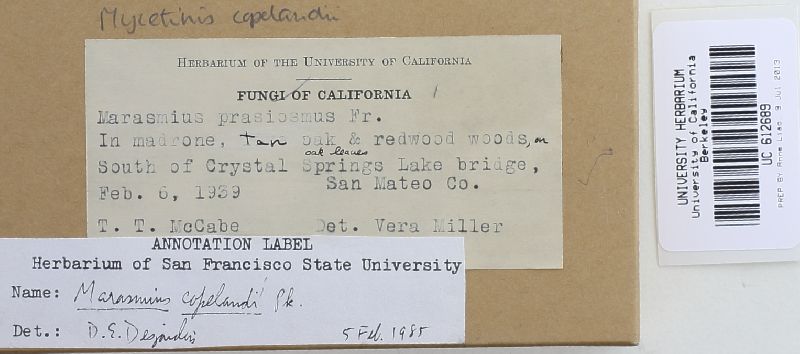 Mycetinis copelandii
HERBARIUM OF THE UNIVERSITY OF CALIFORNIA
FUNGI OF CALIFORNIA
Marasmius prasiosmus Fr.
In madrone, tan oak & redwood woods, on
oak leaves
South of Crystal Springs Lake bridge,
Feb. 6, 1939 San Mateo Co.
T. T. McCabe Det. Vera Miller
ANNOTATION LABEL
Herbarium of San Francisco State University
Name: Marasmius copelandi Pk.
Det.: D.E. Desjardin 5 Feb. 1985
UNIVERSITY HERBARIUM
University of California
Berkeley
UC 612689
PREP BY Anne Liao 9 Jul 2013